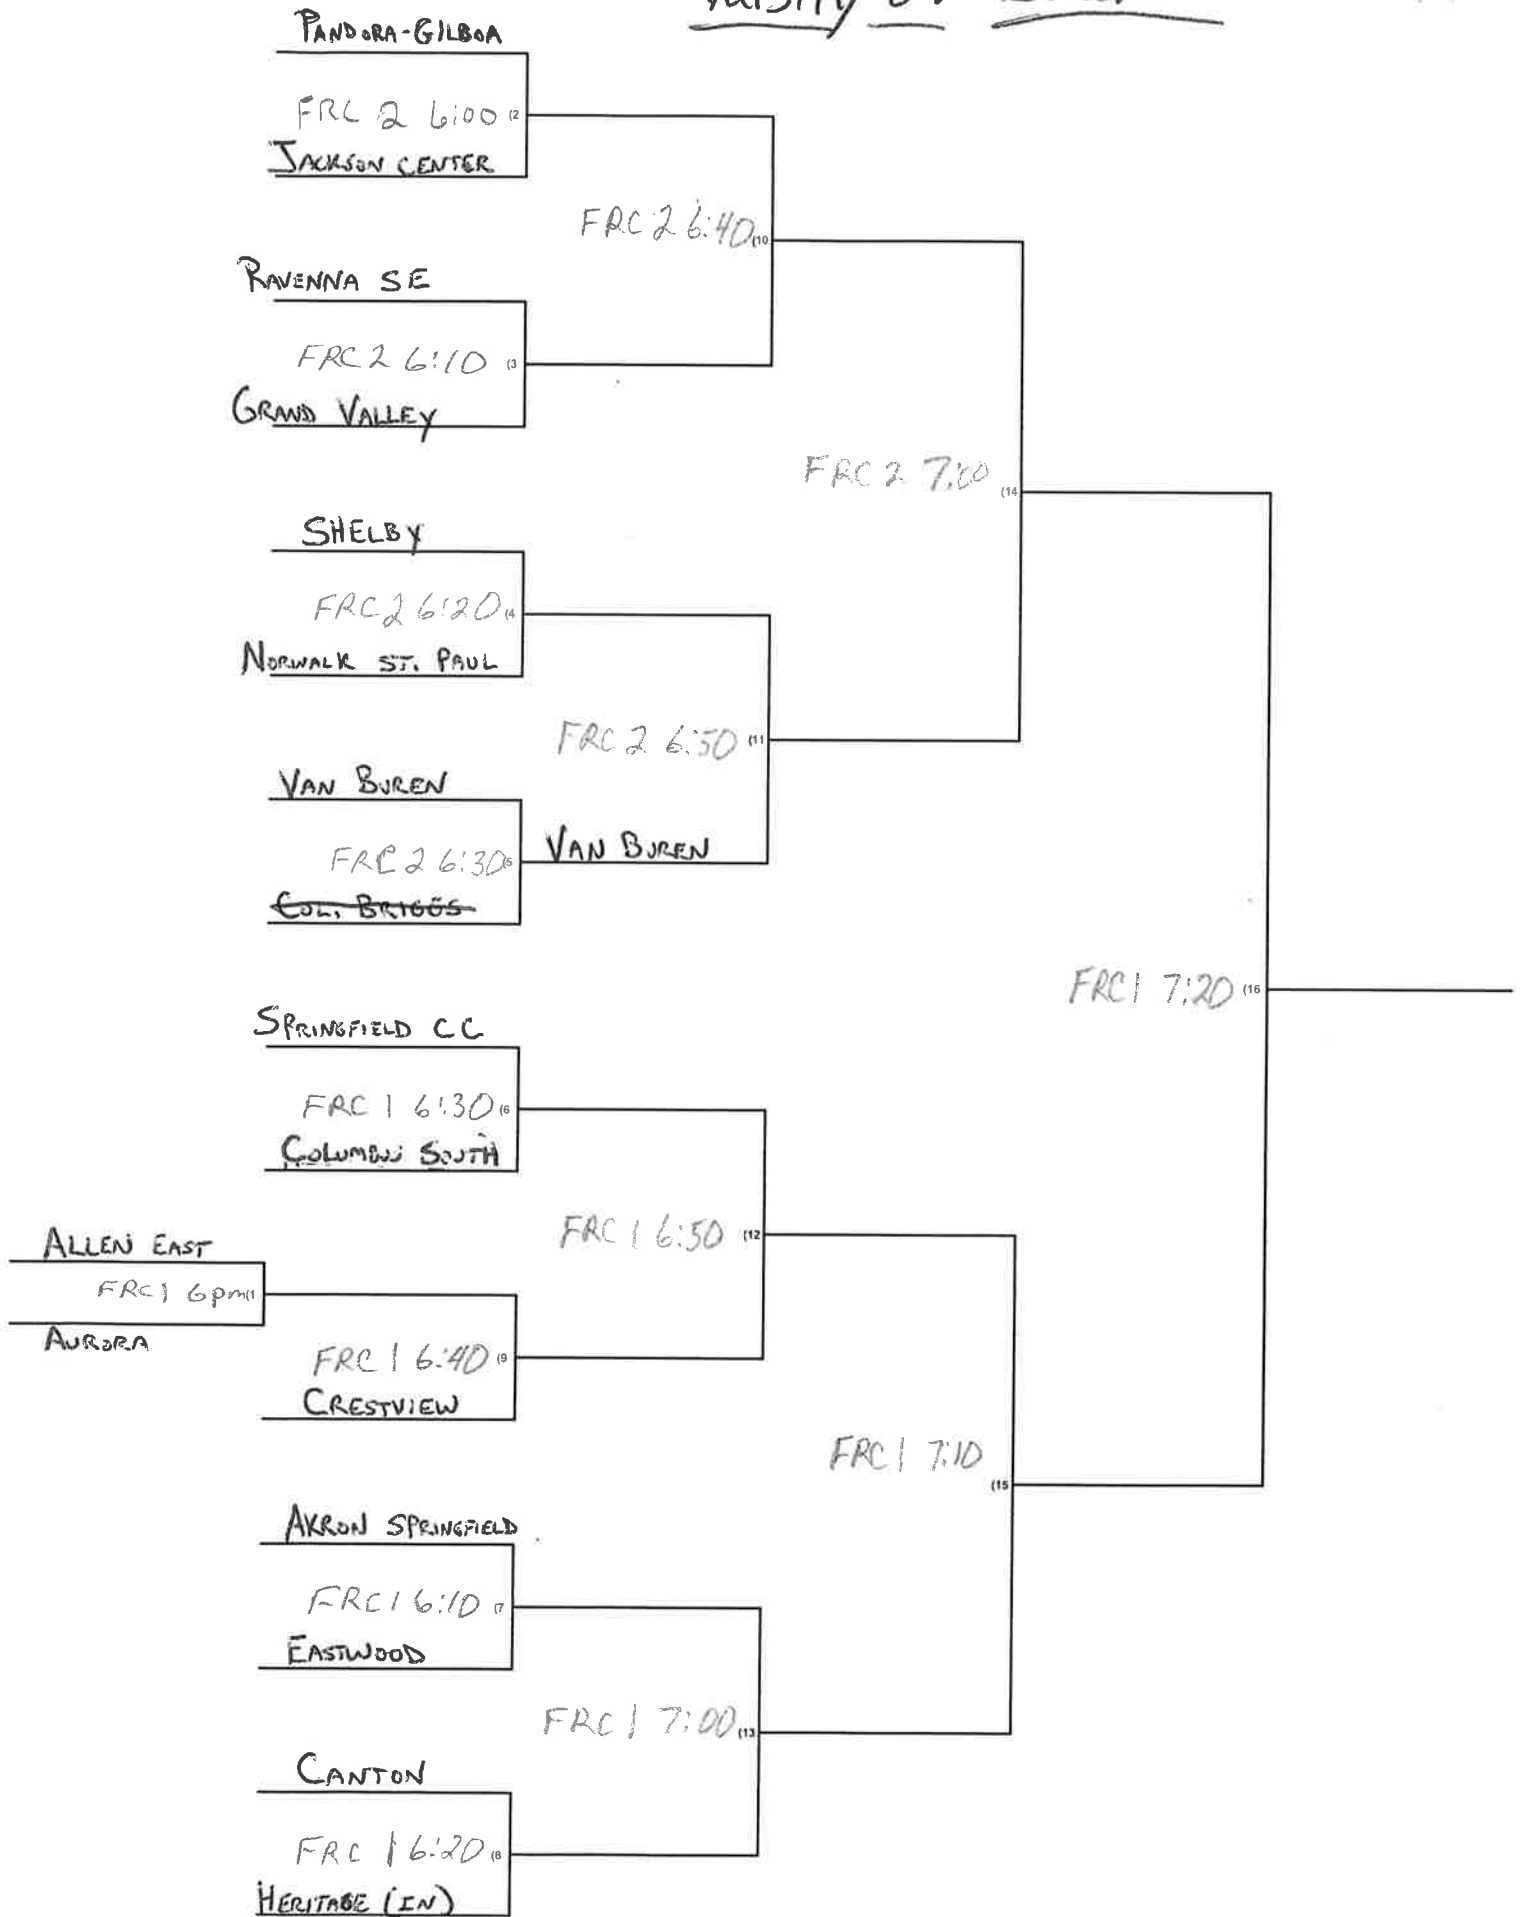 Varsity
PANDORA-GILBOA
FRC 2 6:00 (2
JACKSON CENTER
FRC 2 6:40 (10
RAVENNA SE
FRC 2 6:10 (3
GRAND VALLEY
FRC 2 7:00 (14
SHELBY
FRC 2 6:20 (4
NORWALK ST. PAUL
FRC 2 6:50 (11
VAN BUREN
FRC 2 6:30 (5
VAN BUREN
COL. BRIGGS
FRC 1 7:20 (16
SPRINGFIELD CC
FRC 1 6:30 (6
COLUMBUS SOUTH
FRC 1 6:50 (12
ALLEN EAST
FRC 1 6pm (1
AURORA
FRC 1 6:40 (9
CRESTVIEW
FRC 1 7:10
(15
AKRON SPRINGFIELD
FRC 1 6:10 (7
EASTWOOD
FRC 1 7:00 (13
CANTON
FRC 1 6:20 (8
HERITAGE (IN)